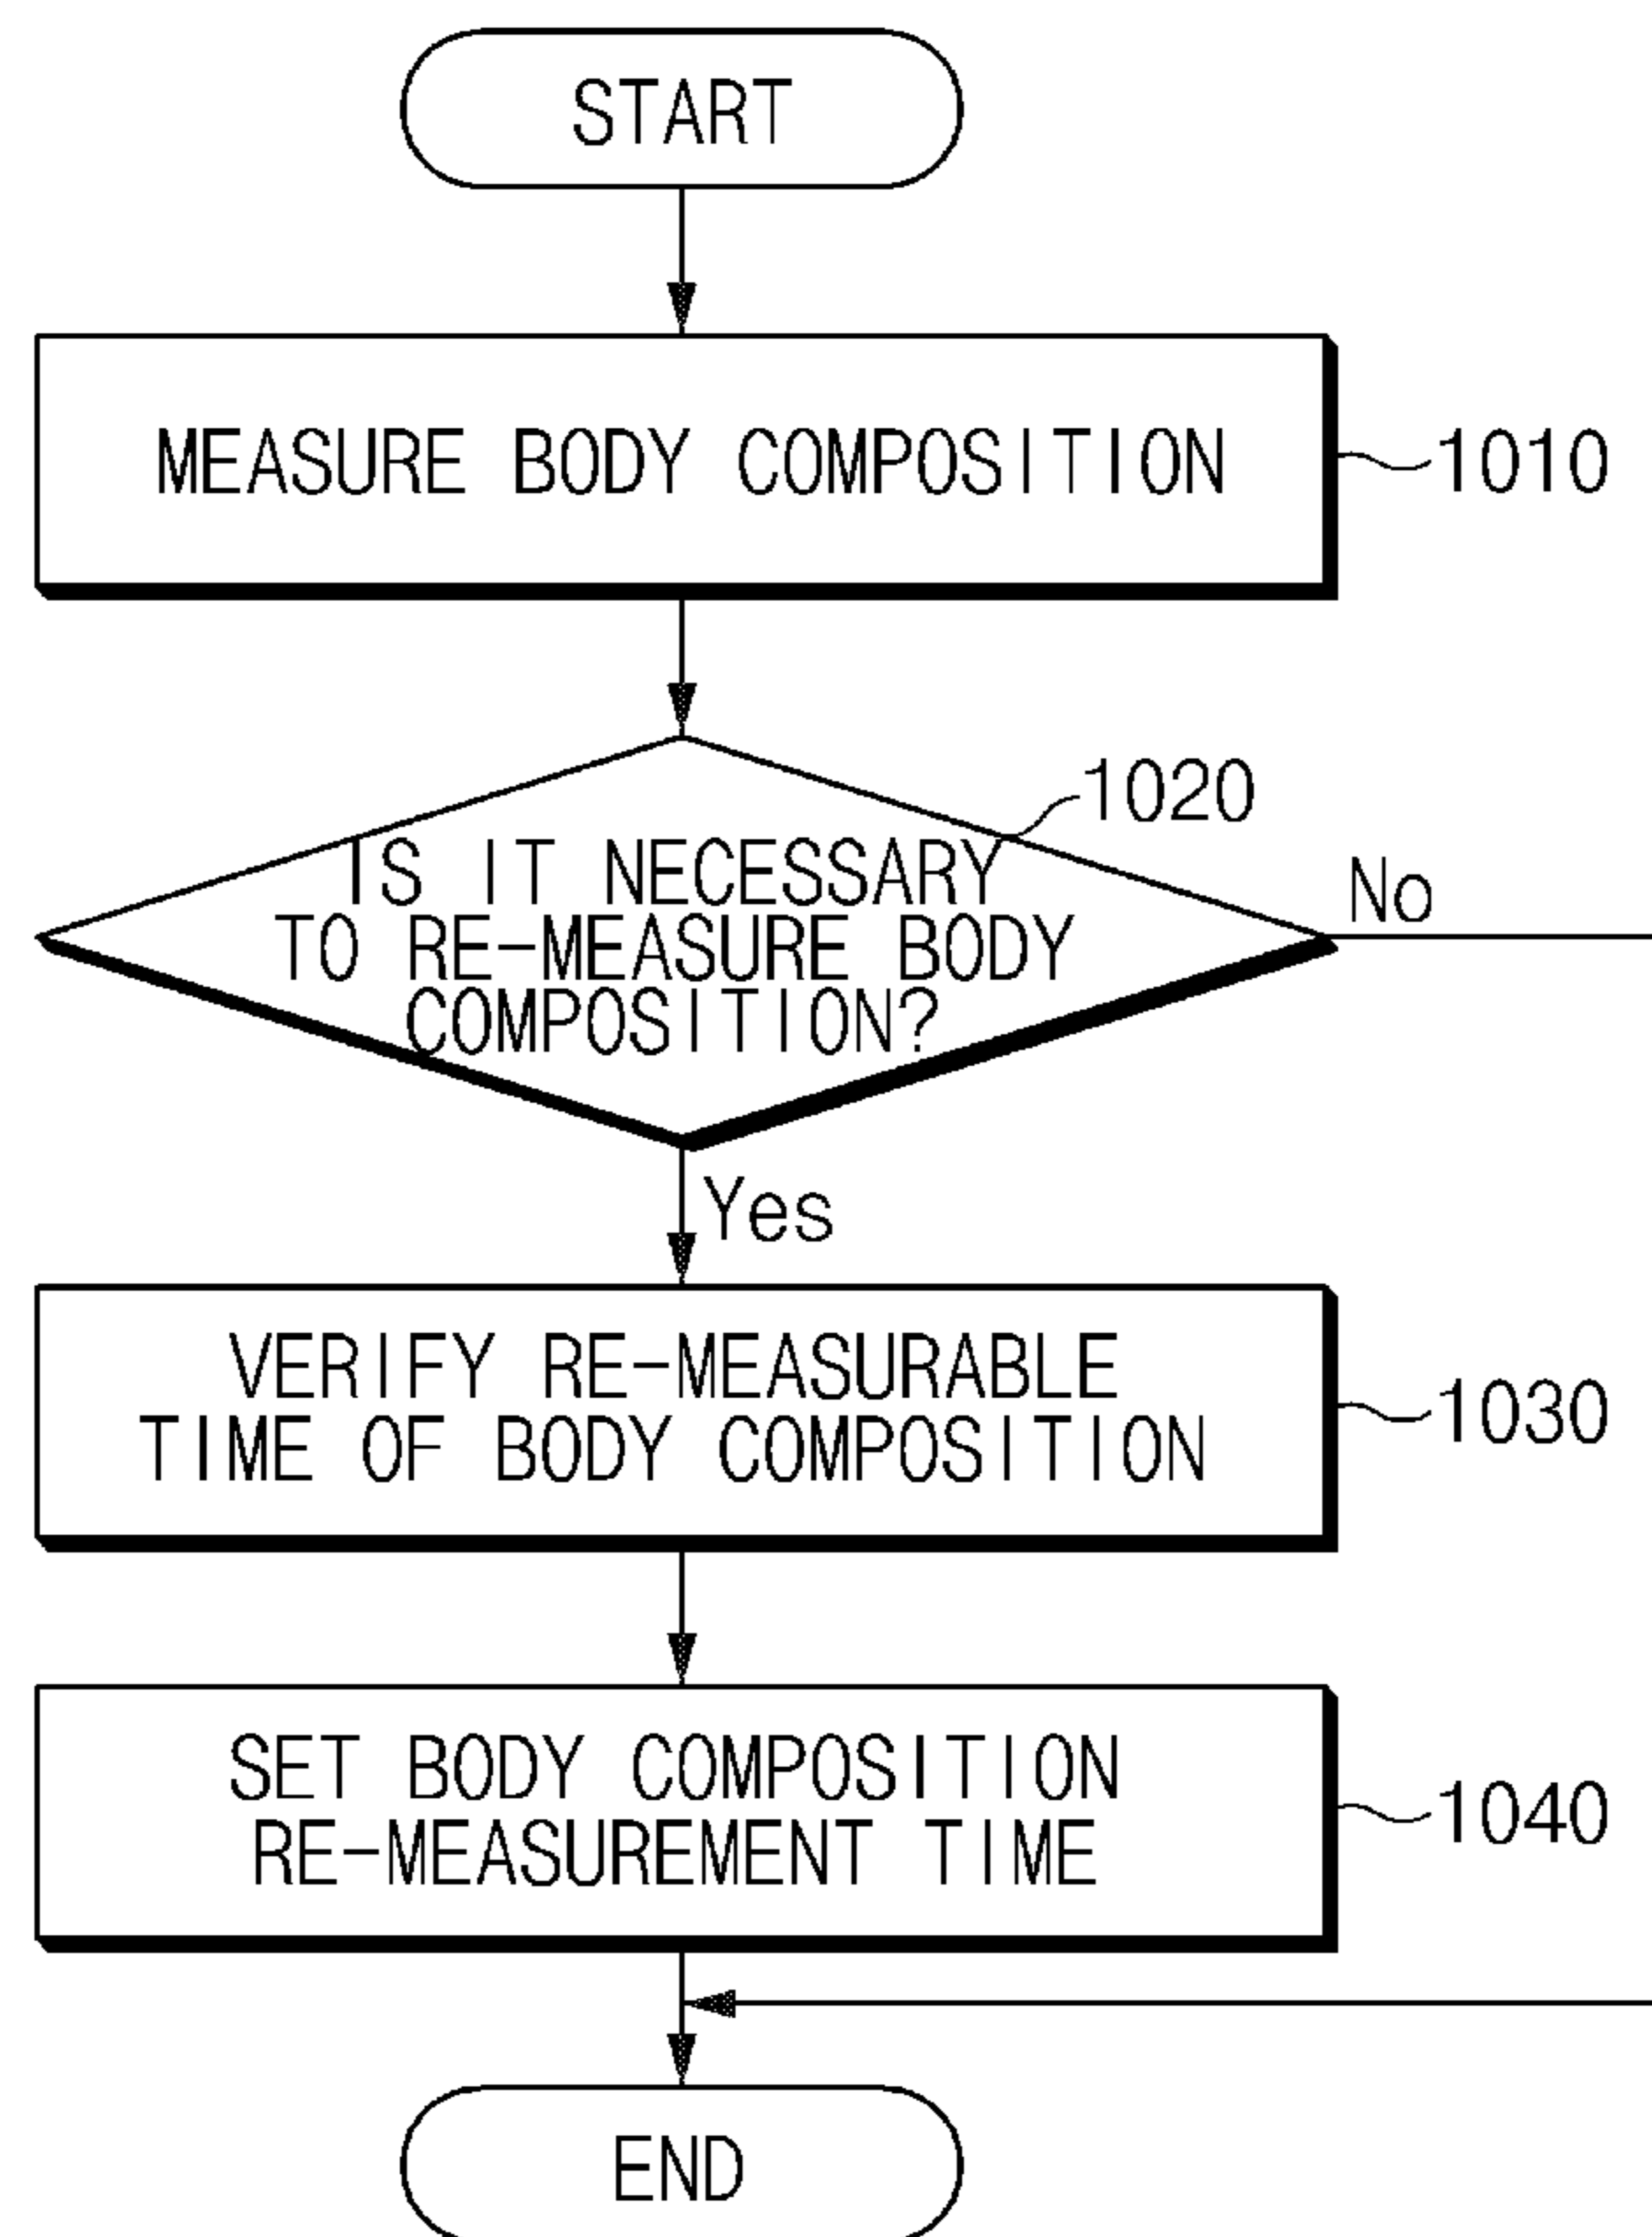 START
MEASURE BODY COMPOSITION
1010
1020
IS IT NECESSARY
TO RE-MEASURE BODY
COMPOSITION?
No
Yes
VERIFY RE-MEASURABLE
TIME OF BODY COMPOSITION
1030
SET BODY COMPOSITION
RE-MEASUREMENT TIME
1040
END